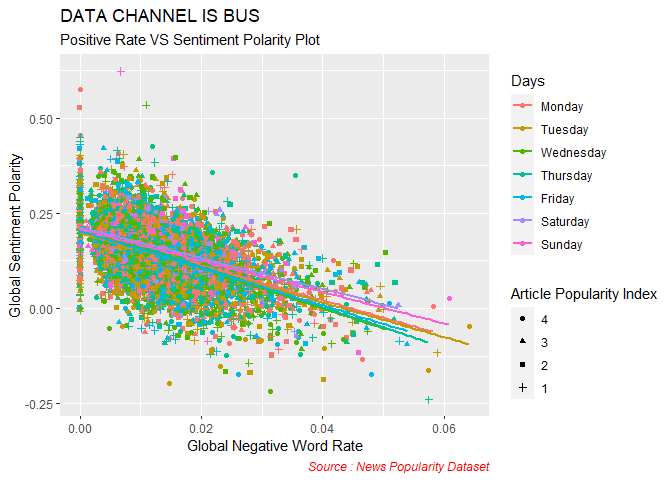 DATA CHANNEL IS BUS
Positive Rate VS Sentiment Polarity Plot
Global Sentiment Polarity
0.50
0.25
0.00
-0.25
0.00
0.02
0.04
0.06
Global Negative Word Rate
Source : News Popularity Dataset
Days
Monday
Tuesday
Wednesday
Thursday
Friday
Saturday
Sunday
Article Popularity Index
4
3
2
1